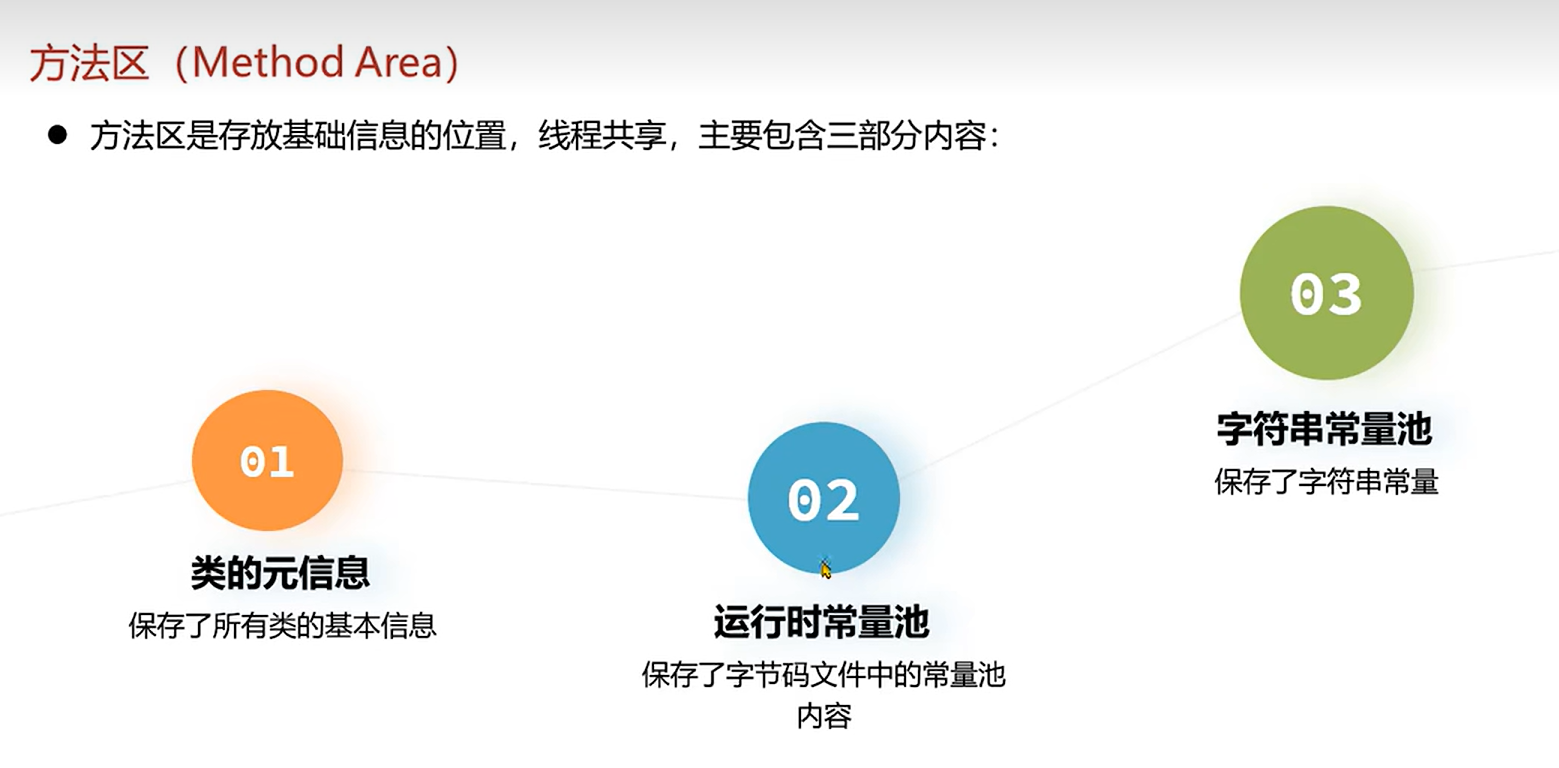 方法区（Method Area）
● 方法区是存放基础信息的位置，线程共享，主要包含三部分内容：
01
类的元信息
保存了所有类的基本信息
02
运行时常量池
保存了字节码文件中的常量池
内容
03
字符串常量池
保存了字符串常量